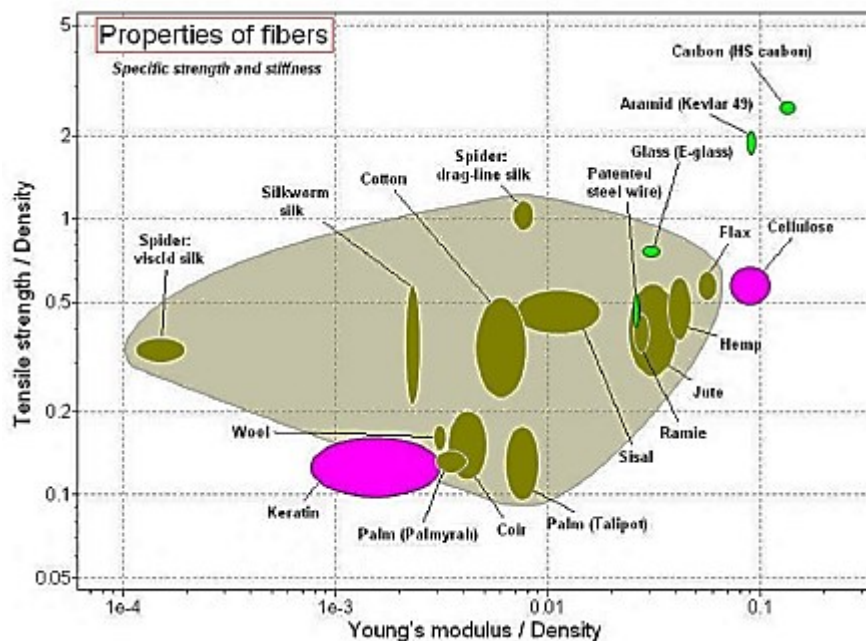 Properties of fibers
Specific strength and stiffness
Carbon (HS carbon)
Aramid (Kevlar 49)
Glass (E-glass)
Patented
steel wire)
Spider:
drag-line silk
Cotton
Silkworm
silk
Spider:
viscid silk
Flax
Cellulose
Hemp
Jute
Ramie
Sisal
Wool
Keratin
Palm (Palmyrah)
Coir
Palm (Talipot)
Tensile strength / Density
5
2
1
0.5
0.2
0.1
0.05
1e-4
1e-3
0.01
0.1
Young's modulus / Density